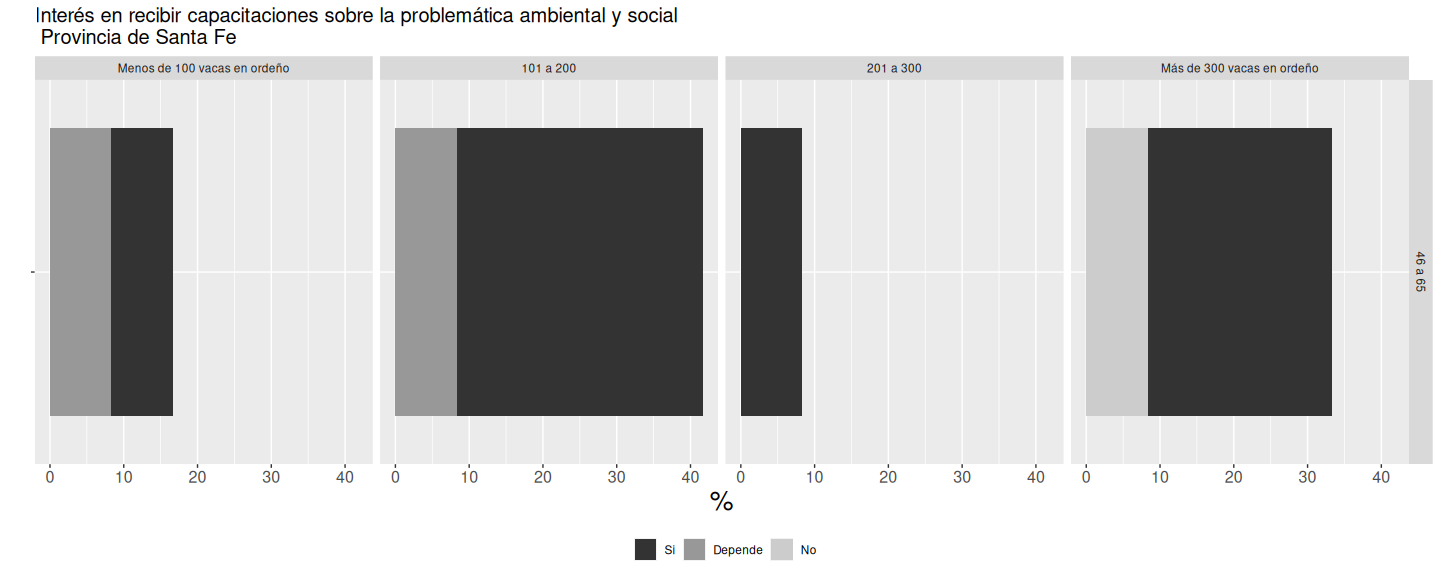 Interés en recibir capacitaciones sobre la problemática ambiental y social
Provincia de Santa Fe
Menos de 100 vacas en ordeño
101 a 200
201 a 300
Más de 300 vacas en ordeño
46 a 65
0 10 20 30 40
0 10 20 30 40
0 10 20 30 40
0 10 20 30 40
%
Si Depende No